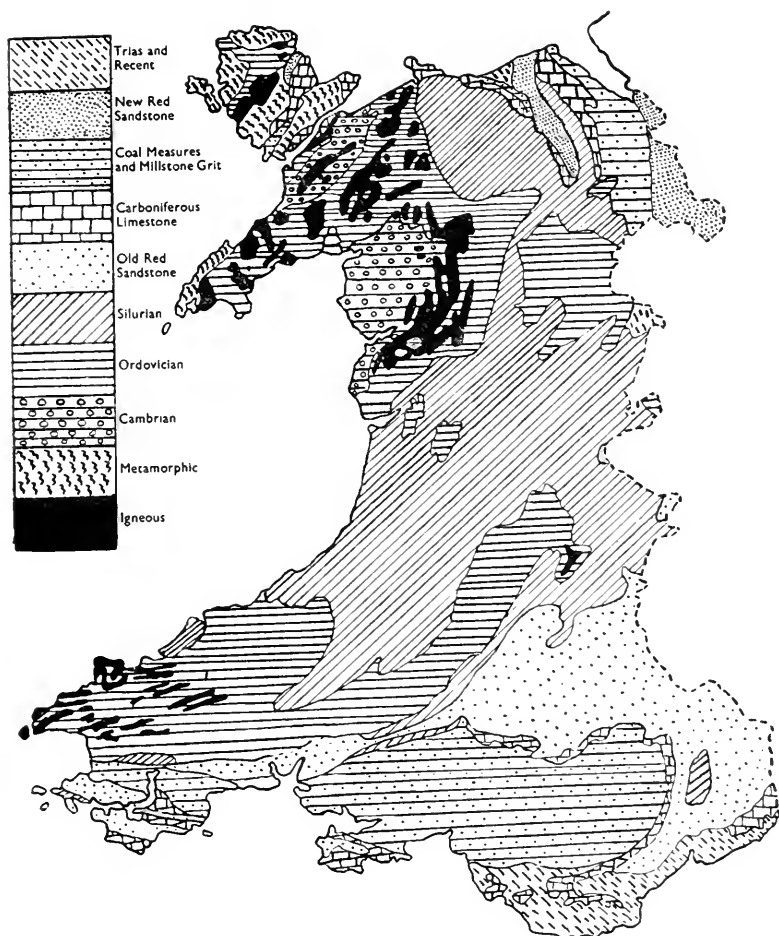 Trias and
Recent
New Red
Sandstone
Coal Measures
and Millstone Grit
Carboniferous
Limestone
Old Red
Sandstone
Silurian
Ordovician
Cambrian
Metamorphic
Igneous